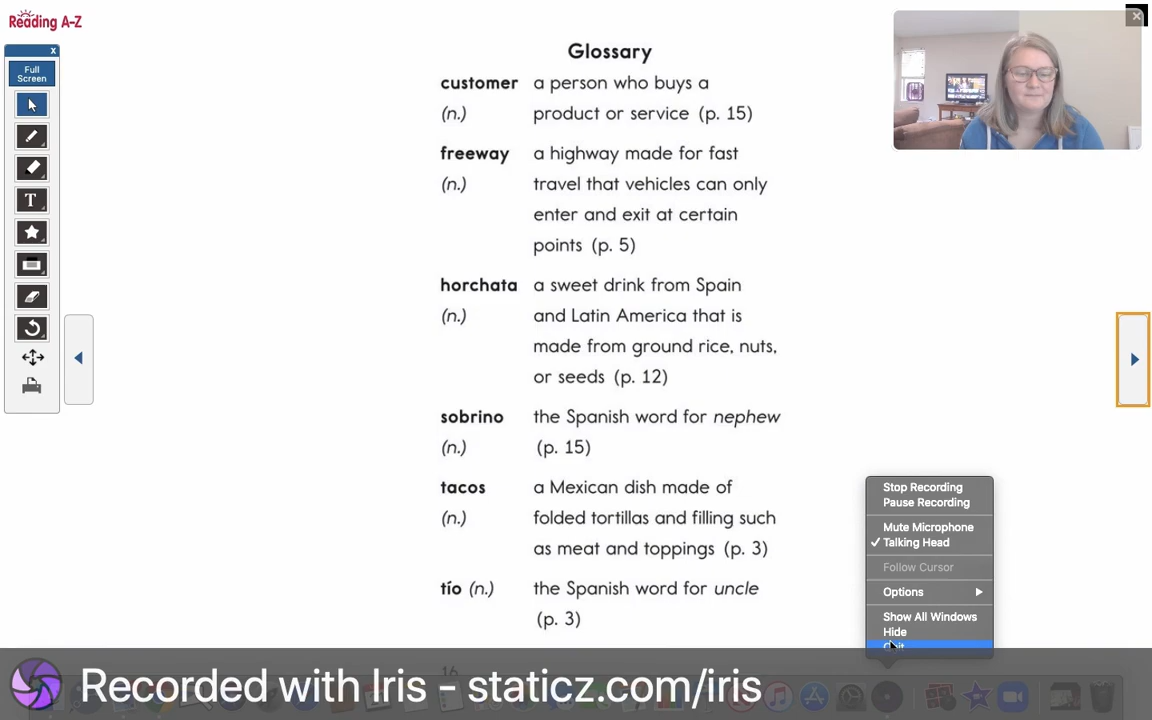 Reading A-Z
x
Full
Screen
T
Glossary
customer a person who buys a
(n.) product or service (p. 15)
freeway a highway made for fast
(n.) travel that vehicles can only
enter and exit at certain
points (p. 5)
horchata a sweet drink from Spain
(n.) and Latin America that is
made from ground rice, nuts,
or seeds (p. 12)
sobrino the Spanish word for nephew
(n.) (p. 15)
tacos a Mexican dish made of
(n.) folded tortillas and filling such
as meat and toppings (p. 3)
tío (n.) the Spanish word for uncle
(p. 3)
16
Stop Recording
Pause Recording
Mute Microphone
Talking Head
Follow Cursor
Options
Show All Windows
Hide
Quit
Recorded with Iris - staticz.com/iris